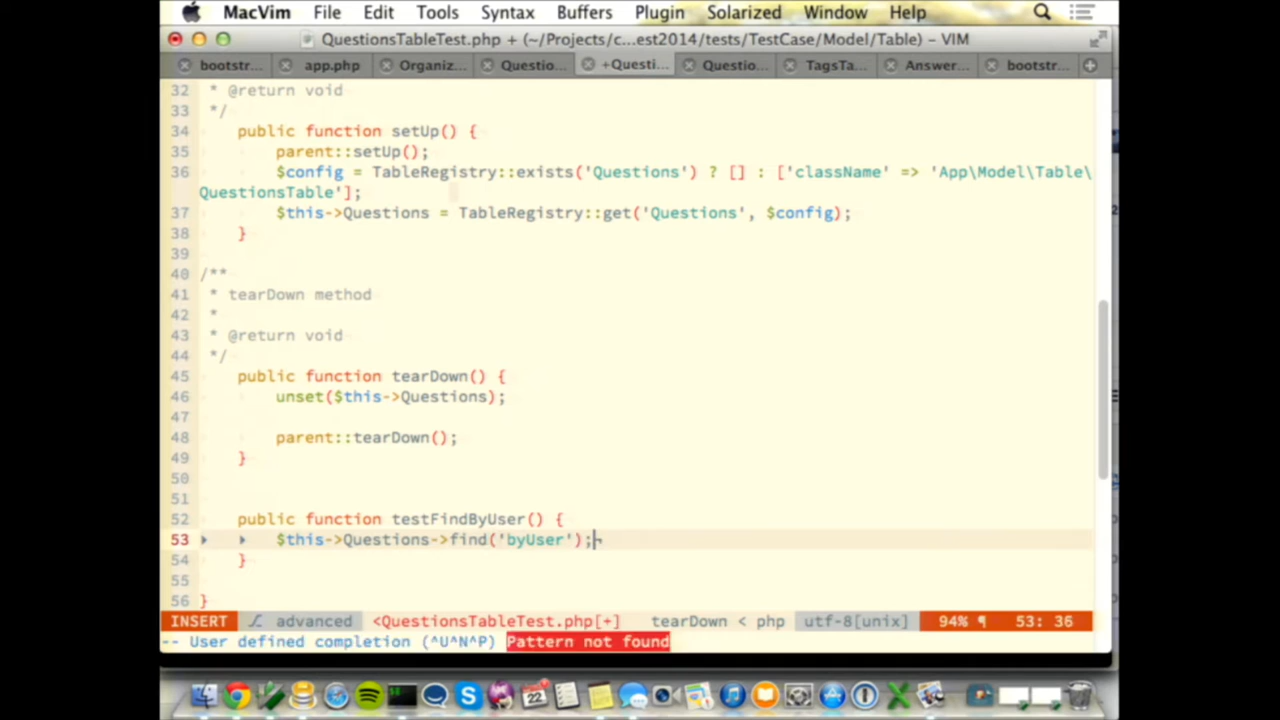 MacVim File Edit Tools Syntax Buffers Plugin Solarized Window Help
QuestionsTableTest.php + (~/Projects/c...est2014/tests/TestCase/Model/Table) – VIM
bootstr... app.php Organiz... Questio... +Questi... Questio... TagsTa... Answer... bootstr...
32 * @return void
33 */
34 public function setUp() {
35 parent::setUp();
36 $config = TableRegistry::exists('Questions') ? [] : ['className' => 'App\Model\Table\
QuestionsTable'];
37 $this->Questions = TableRegistry::get('Questions', $config);
38 }
39
40 /**
41 * tearDown method
42 *
43 * @return void
44 */
45 public function tearDown() {
46 unset($this->Questions);
47
48 parent::tearDown();
49 }
50
51
52 public function testFindByUser() {
53 $this->Questions->find('byUser');
54 }
55
56 }
INSERT advanced <QuestionsTableTest.php[+] tearDown < php utf-8[unix] 94% ¶ 53: 36
-- User defined completion (^U^N^P) Pattern not found
22